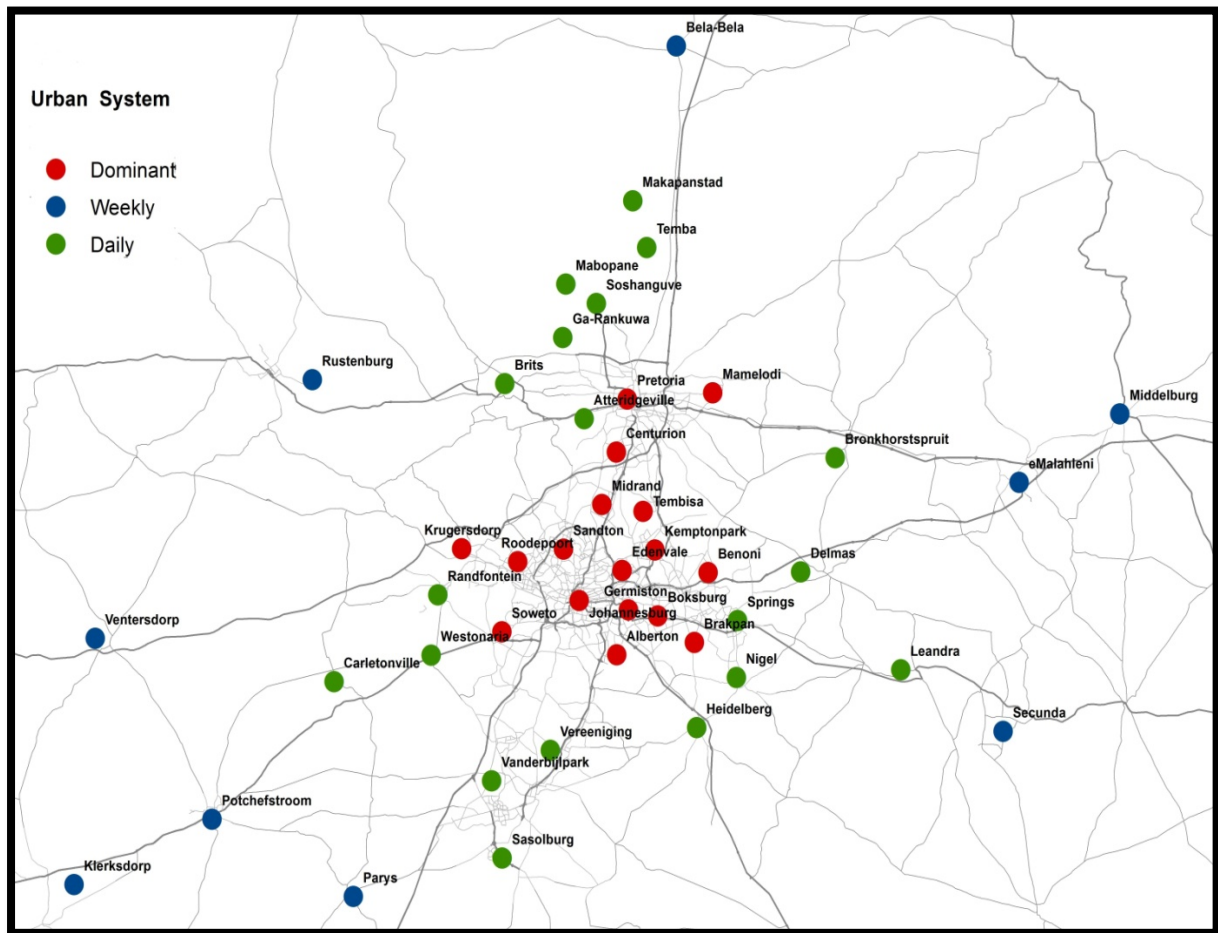 Bela-Bela
Urban System
Dominant
Weekly
Daily
Makapanstad
Temba
Mabopane
Soshanguve
Ga-Rankuwa
Rustenburg
Brits
Pretoria
Mamelodi
Atteridgeville
Middelburg
Centurion
Bronkhorstspruit
eMalahleni
Midrand
Tembisa
Krugersdorp
Sandton
Kemptonpark
Roodepoort
Edenvale
Benoni
Delmas
Randfontein
Germiston
Boksburg
Springs
Soweto
Johannesburg
Ventersdorp
Westonaria
Alberton
Brakpan
Carletonville
Nigel
Leandra
Heidelberg
Secunda
Vereeniging
Vanderbijlpark
Potchefstroom
Sasolburg
Klerksdorp
Parys